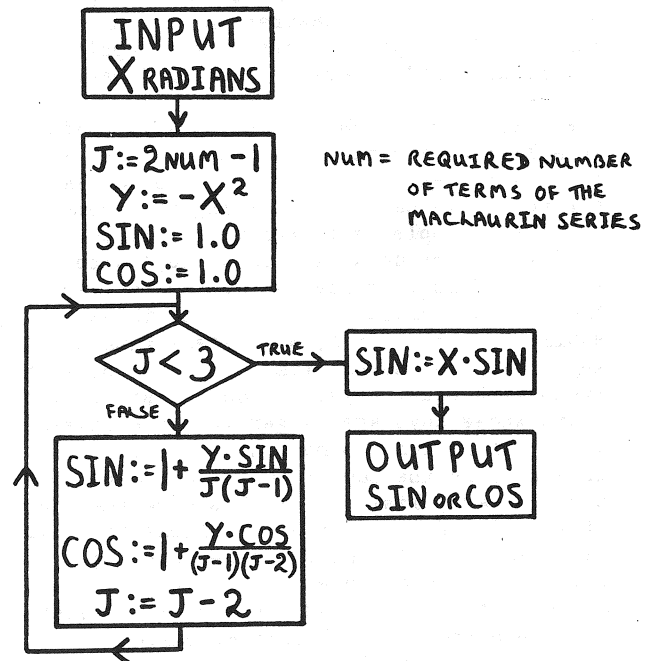 INPUT
X RADIANS
J:=2NUM-1
Y:=-X²
SIN:=1.0
COS:=1.0
NUM = REQUIRED NUMBER
OF TERMS OF THE
MACLAURIN SERIES
J<3
TRUE
SIN:=X·SIN
FALSE
OUTPUT
SIN OR COS
SIN:=1+ Y·SIN
J(J-1)
COS:=1+ Y·COS
(J-1)(J-2)
J:=J-2